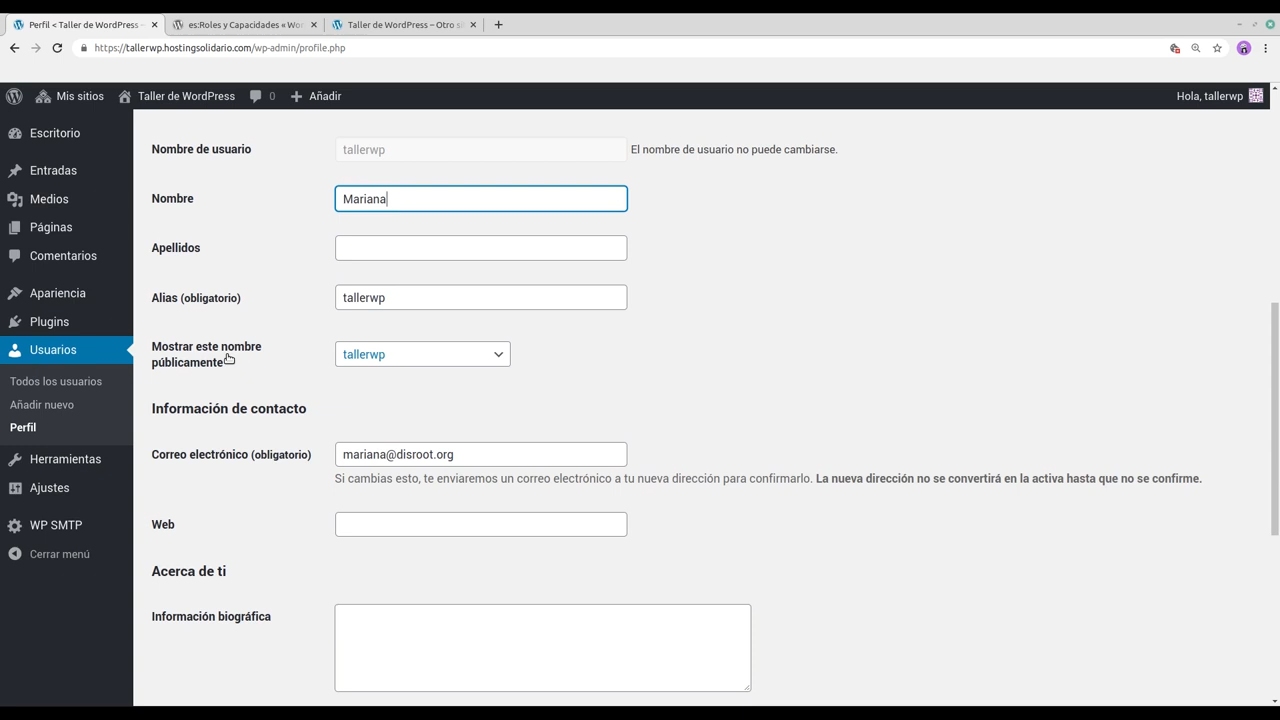 Perfil < Taller de WordPress –
es:Roles y Capacidades « Wor
Taller de WordPress – Otro si
https://tallerwp.hostingsolidario.com/wp-admin/profile.php
Mis sitios
Taller de WordPress
0
Añadir
Hola, tallerwp
Escritorio
Entradas
Medios
Páginas
Comentarios
Apariencia
Plugins
Usuarios
Todos los usuarios
Añadir nuevo
Perfil
Herramientas
Ajustes
WP SMTP
Cerrar menú
Nombre de usuario
tallerwp
El nombre de usuario no puede cambiarse.
Nombre
Mariana
Apellidos
Alias (obligatorio)
tallerwp
Mostrar este nombre
públicamente
tallerwp
Información de contacto
Correo electrónico (obligatorio)
mariana@disroot.org
Si cambias esto, te enviaremos un correo electrónico a tu nueva dirección para confirmarlo. La nueva dirección no se convertirá en la activa hasta que no se confirme.
Web
Acerca de ti
Información biográfica